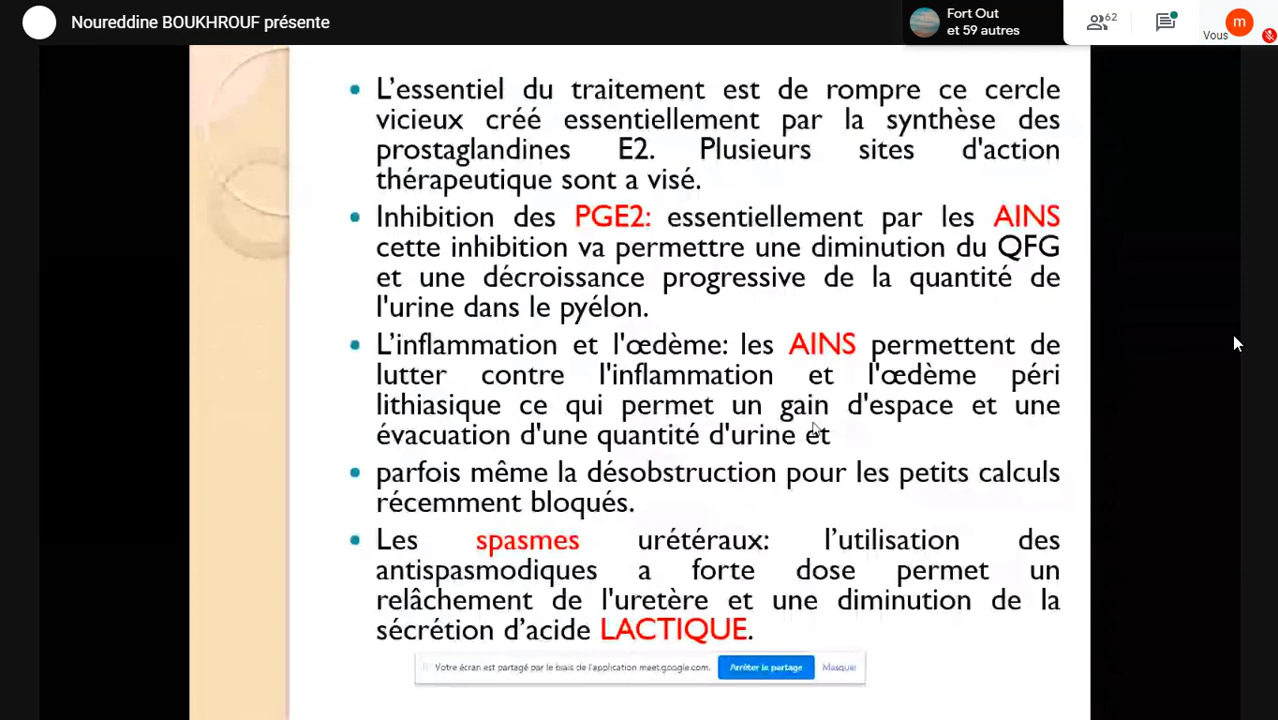 Noureddine BOUKHROUF présente
Fort Out
et 59 autres
62
m
Vous
L'essentiel du traitement est de rompre ce cercle
vicieux créé essentiellement par la synthèse des
prostaglandines E2. Plusieurs sites d'action
thérapeutique sont a visé.
Inhibition des PGE2: essentiellement par les AINS
cette inhibition va permettre une diminution du QFG
et une décroissance progressive de la quantité de
l'urine dans le pyélon.
L'inflammation et l'œdème: les AINS permettent de
lutter contre l'inflammation et l'œdème péri
lithiasique ce qui permet un gain d'espace et une
évacuation d'une quantité d'urine et
parfois même la désobstruction pour les petits calculs
récemment bloqués.
Les spasmes urétéraux: l'utilisation des
antispasmodiques a forte dose permet un
relâchement de l'uretère et une diminution de la
sécrétion d'acide LACTIQUE.
Votre écran est partagé par le biais de l'application meet.google.com. Arrêter le partage Masquer